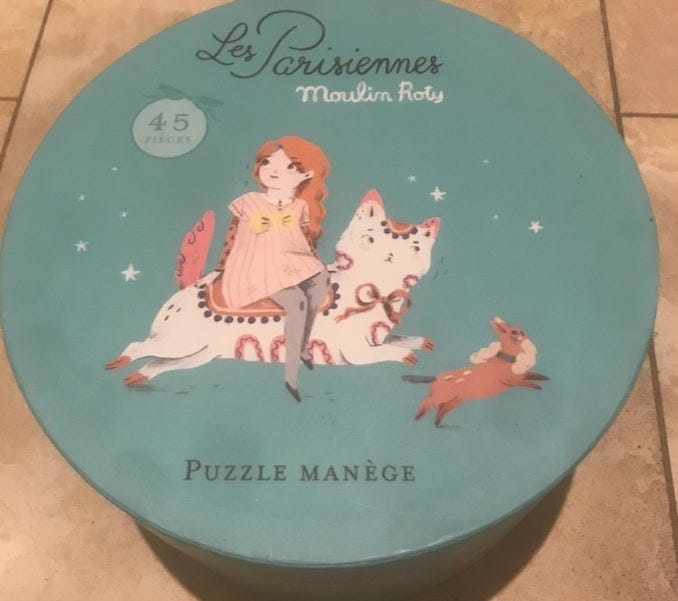 Les Parisiennes
Moulin Roty
45
PIÈCES
PUZZLE MANÈGE